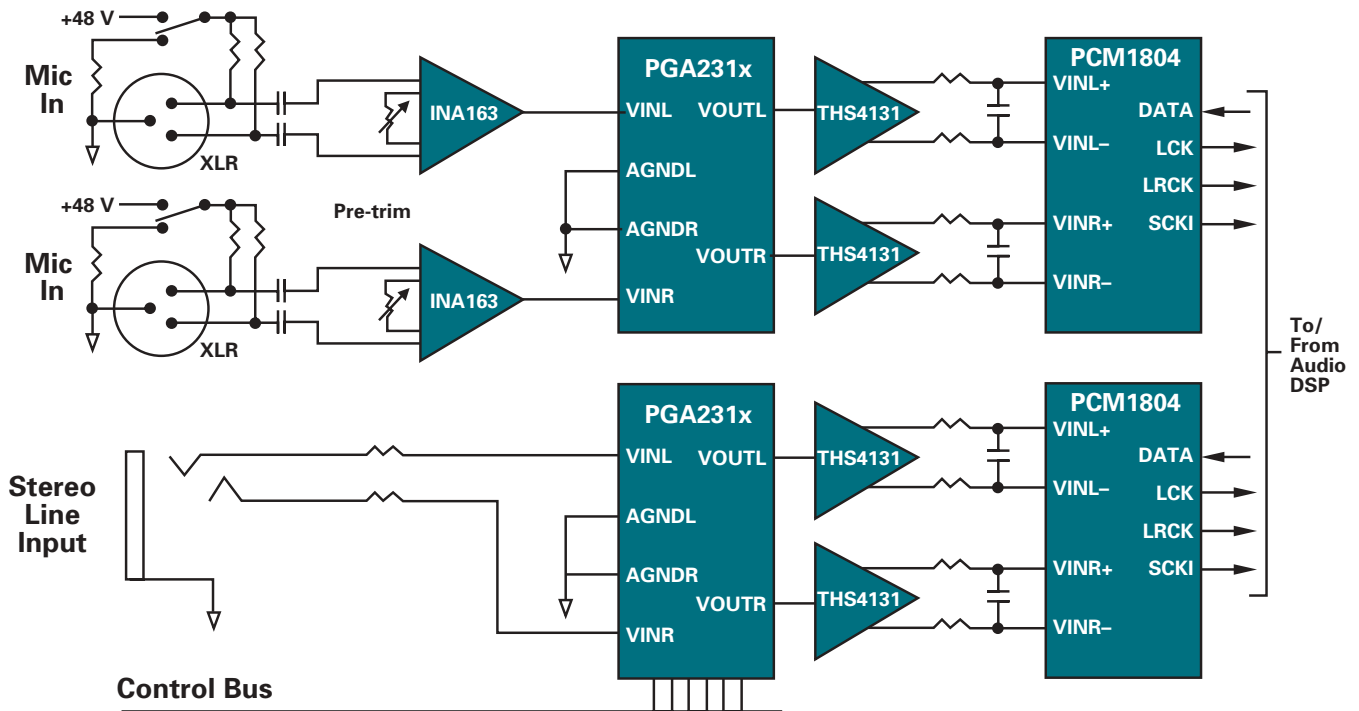 +48 V
Mic
In
XLR
INA163
Pre-trim
+48 V
Mic
In
XLR
INA163
PGA231x
VINL
VOUTL
AGNDL
AGNDR
VOUTR
VINR
THS4131
THS4131
PCM1804
VINL+
DATA
VINL–
LCK
LRCK
VINR+
SCKI
VINR–
To/
From
Audio
DSP
Stereo
Line
Input
PGA231x
VINL
VOUTL
AGNDL
AGNDR
VOUTR
VINR
THS4131
THS4131
PCM1804
VINL+
DATA
VINL–
LCK
LRCK
VINR+
SCKI
VINR–
Control Bus